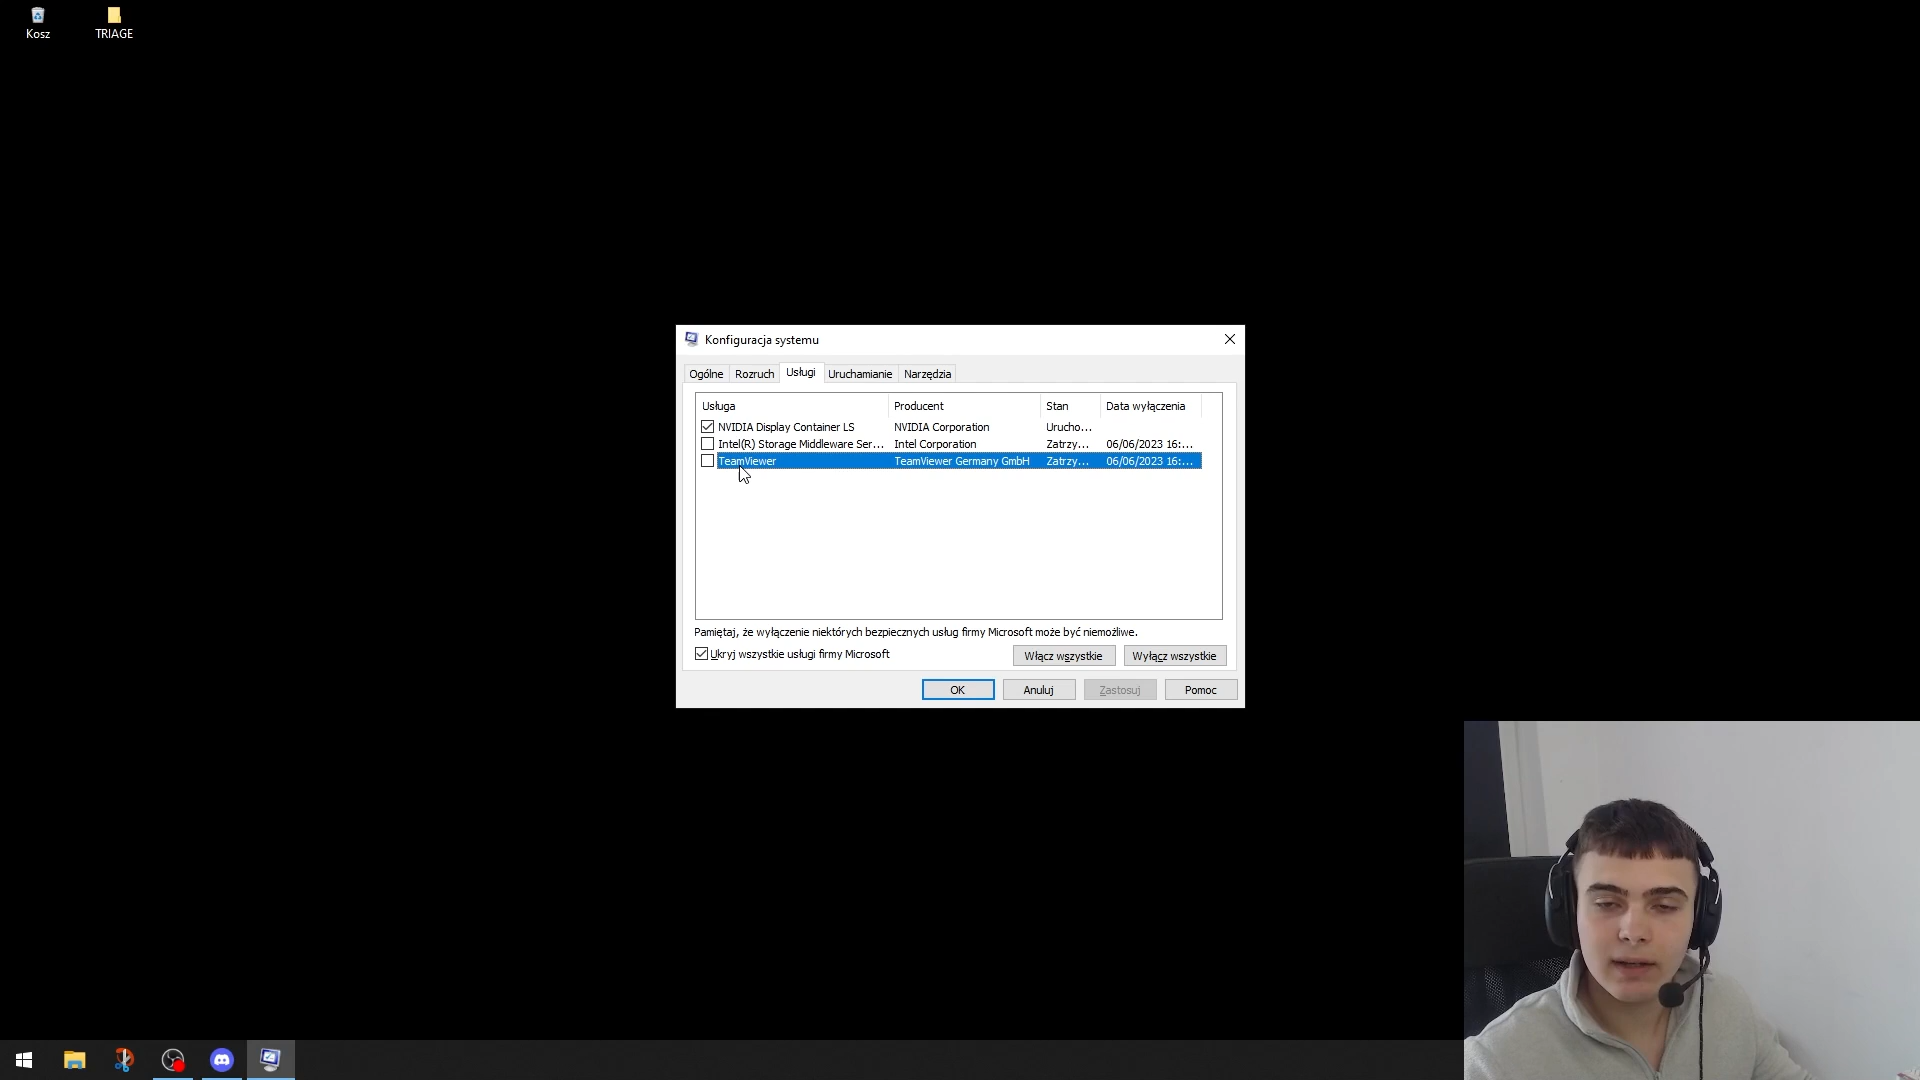 Kosz
TRIAGE
Konfiguracja systemu
Ogólne Rozruch Usługi Uruchamianie Narzędzia
Usługa Producent Stan Data wyłączenia
NVIDIA Display Container LS NVIDIA Corporation Urucho...
Intel(R) Storage Middleware Ser... Intel Corporation Zatrzy... 06/06/2023 16:...
TeamViewer TeamViewer Germany GmbH Zatrzy... 06/06/2023 16:...
Pamiętaj, że wyłączenie niektórych bezpiecznych usług firmy Microsoft może być niemożliwe.
Ukryj wszystkie usługi firmy Microsoft
Włącz wszystkie
Wyłącz wszystkie
OK
Anuluj
Zastosuj
Pomoc